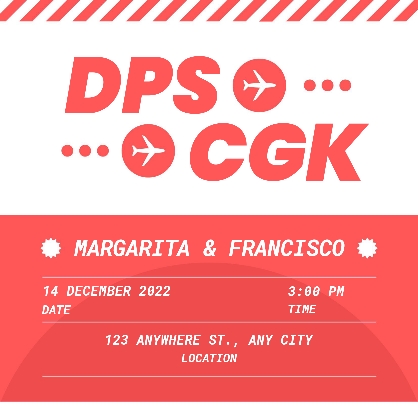 DPS
CGK
MARGARITA & FRANCISCO
14 DECEMBER 2022
DATE
3:00 PM
TIME
123 ANYWHERE ST., ANY CITY
LOCATION